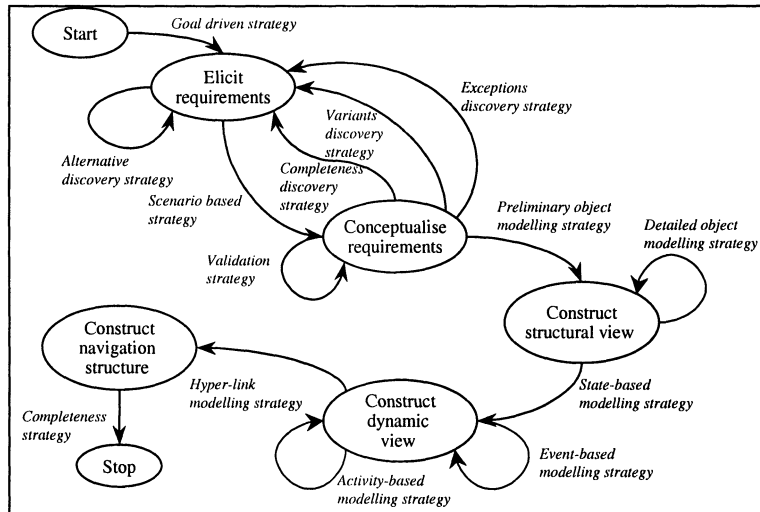 Start
Goal driven strategy
Elicit
requirements
Exceptions
discovery strategy
Variants
discovery
strategy
Alternative
discovery strategy
Completeness
discovery
strategy
Scenario based
strategy
Conceptualise
requirements
Preliminary object
modelling strategy
Detailed object
modelling strategy
Validation
strategy
Construct
structural view
Construct
navigation
structure
Hyper-link
modelling strategy
State-based
modelling strategy
Construct
dynamic
view
Completeness
strategy
Stop
Event-based
modelling strategy
Activity-based
modelling strategy